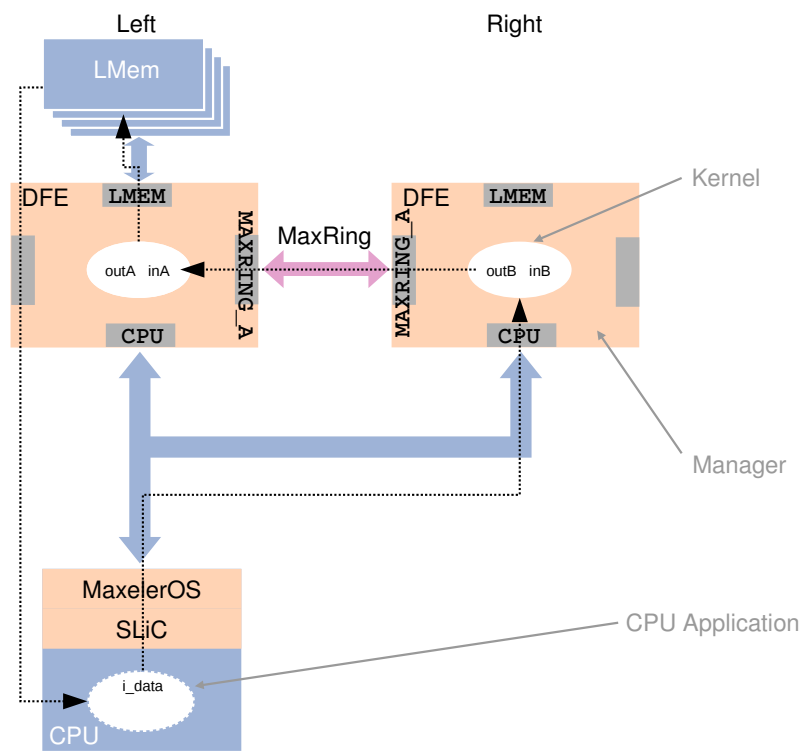 Left
Right
LMem
DFE
LMEM
DFE
LMEM
Kernel
MAXRING_A
MaxRing
MAXRING_A
outA inA
outB inB
CPU
CPU
Manager
MaxelerOS
SLiC
CPU Application
i_data
CPU